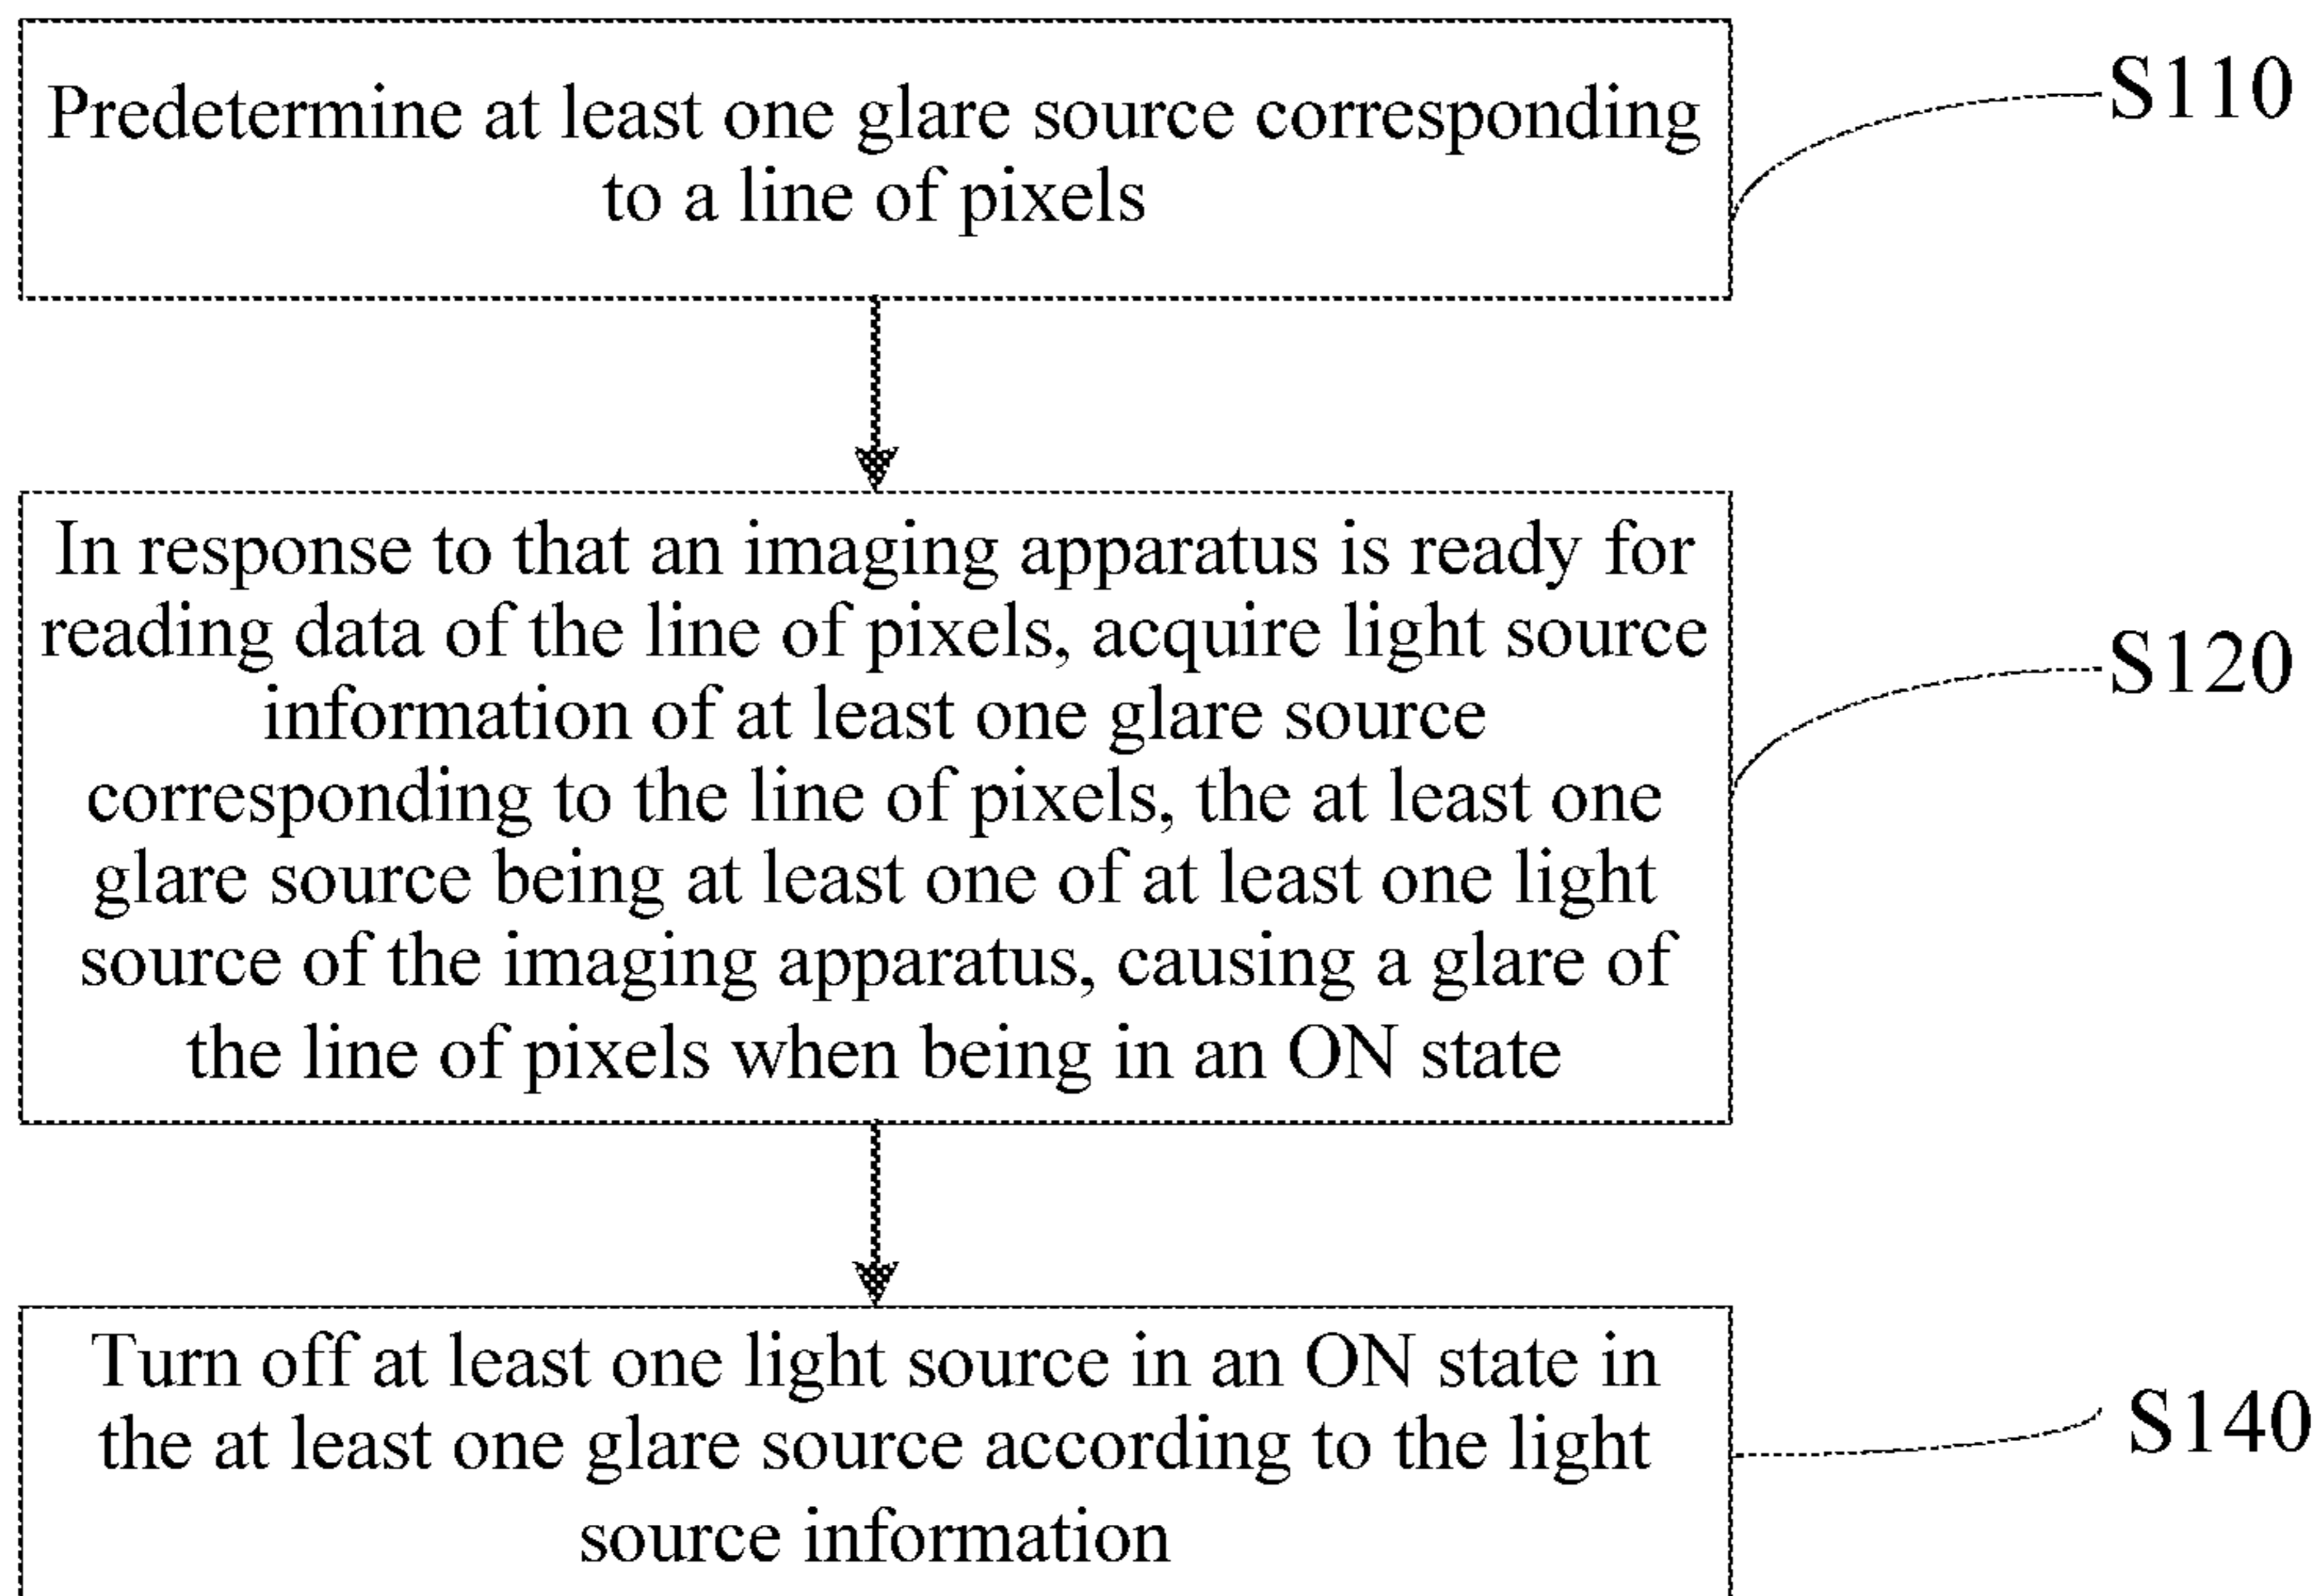 Predetermine at least one glare source corresponding
to a line of pixels
S110
In response to that an imaging apparatus is ready for
reading data of the line of pixels, acquire light source
information of at least one glare source
corresponding to the line of pixels, the at least one
glare source being at least one of at least one light
source of the imaging apparatus, causing a glare of
the line of pixels when being in an ON state
S120
Turn off at least one light source in an ON state in
the at least one glare source according to the light
source information
S140